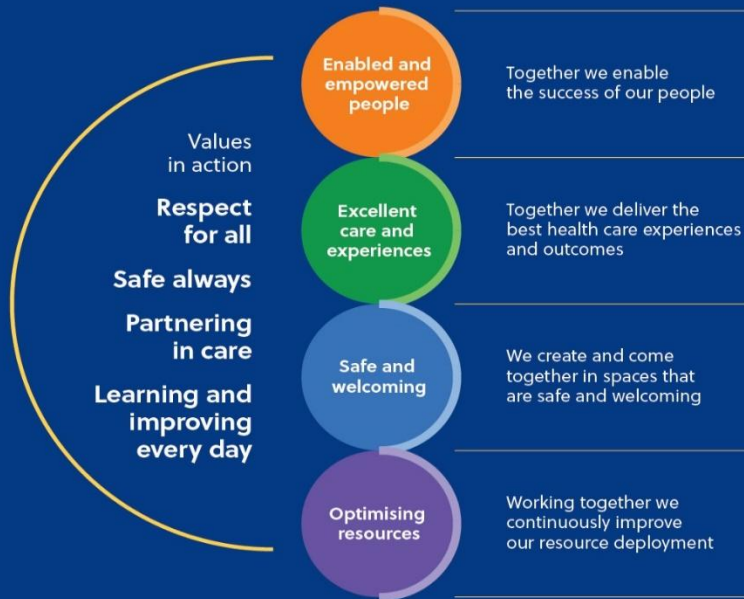 Values
in action
Respect
for all
Safe always
Partnering
in care
Learning and
improving
every day
Enabled and
empowered
people
Together we enable
the success of our people
Excellent
care and
experiences
Together we deliver the
best health care experiences
and outcomes
Safe and
welcoming
We create and come
together in spaces that
are safe and welcoming
Optimising
resources
Working together we
continuously improve
our resource deployment